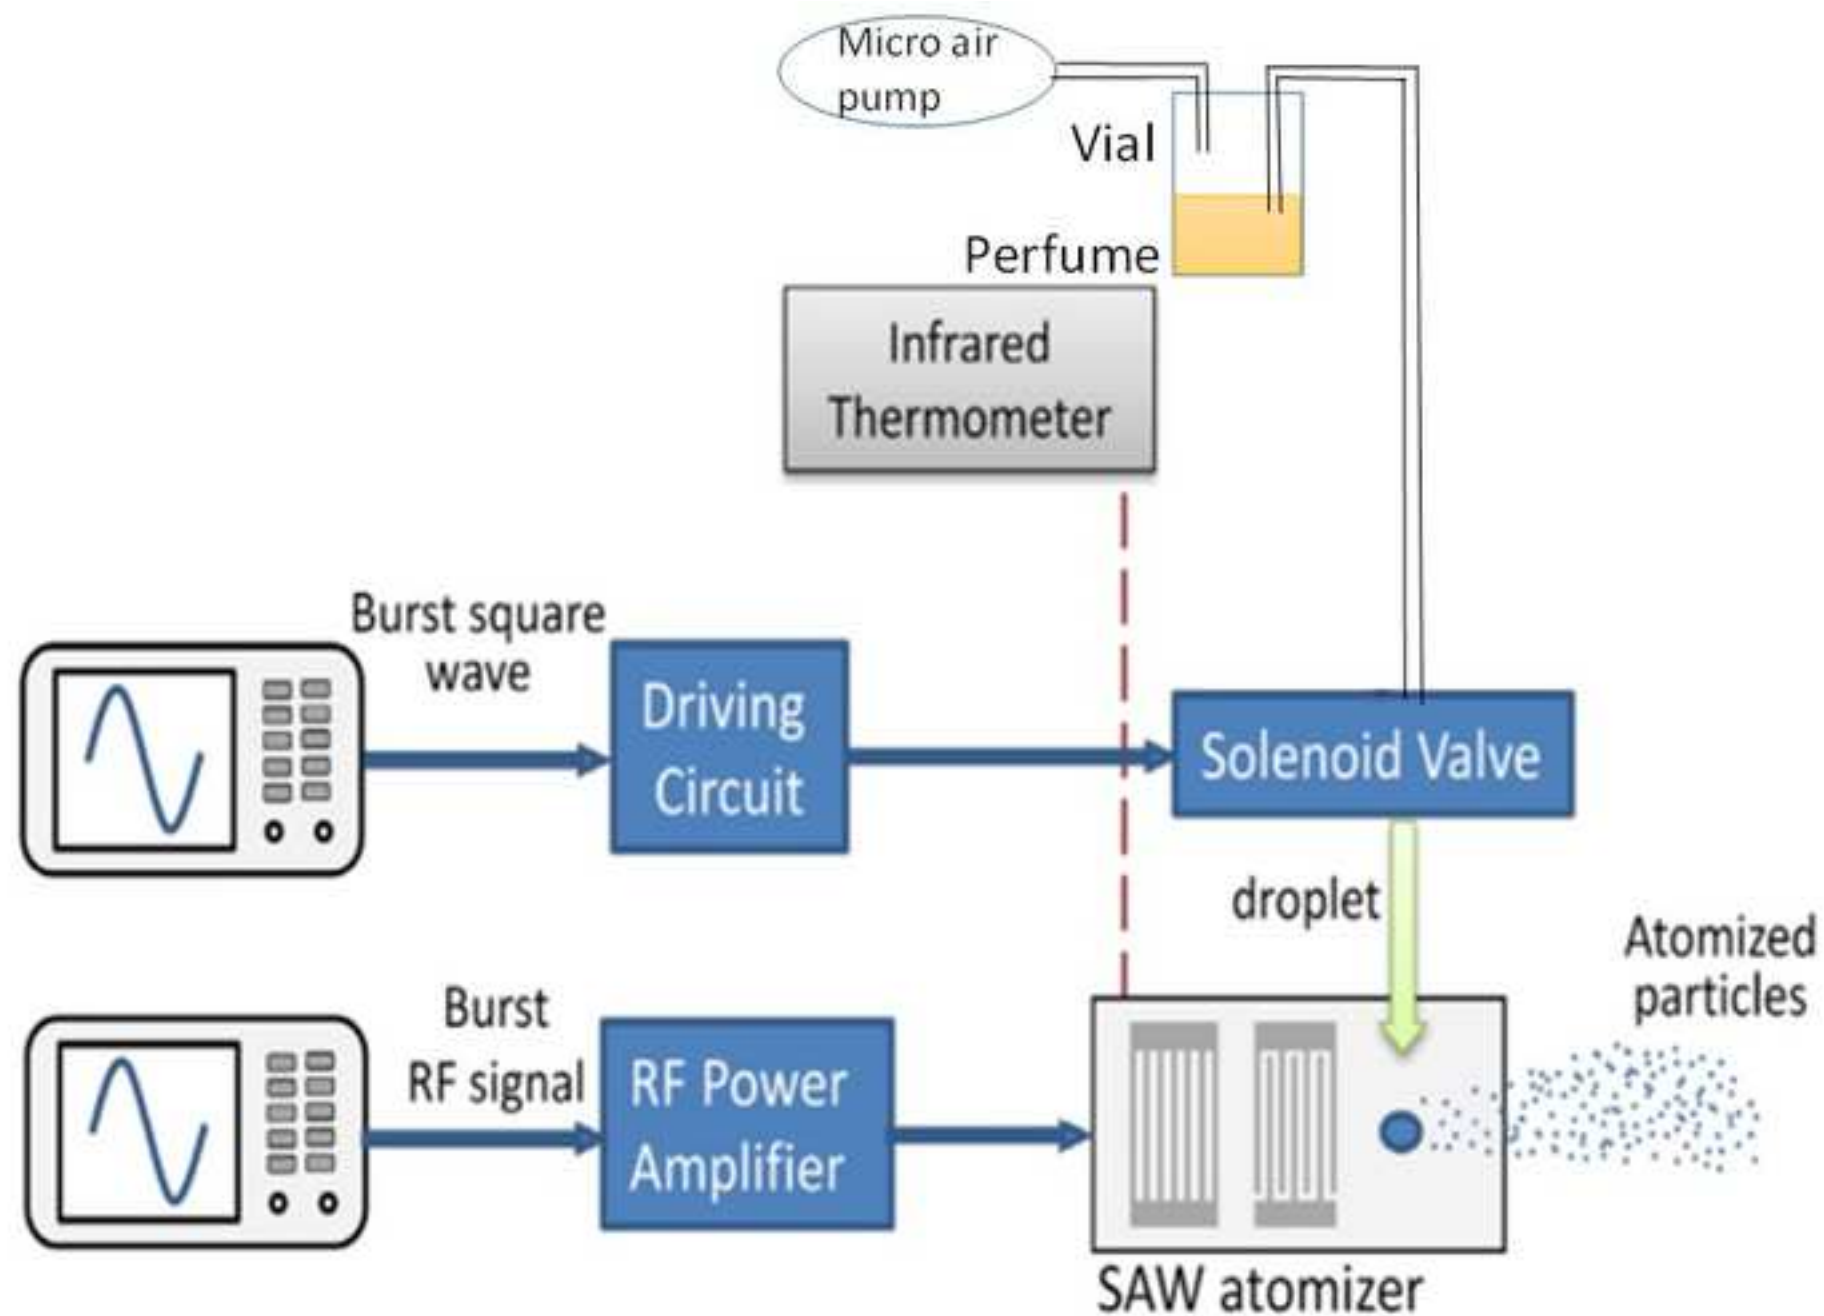 Micro air
pump
Vial
Perfume
Infrared
Thermometer
Burst square
wave
Driving
Circuit
Solenoid Valve
droplet
Atomized
particles
Burst
RF signal
RF Power
Amplifier
SAW atomizer